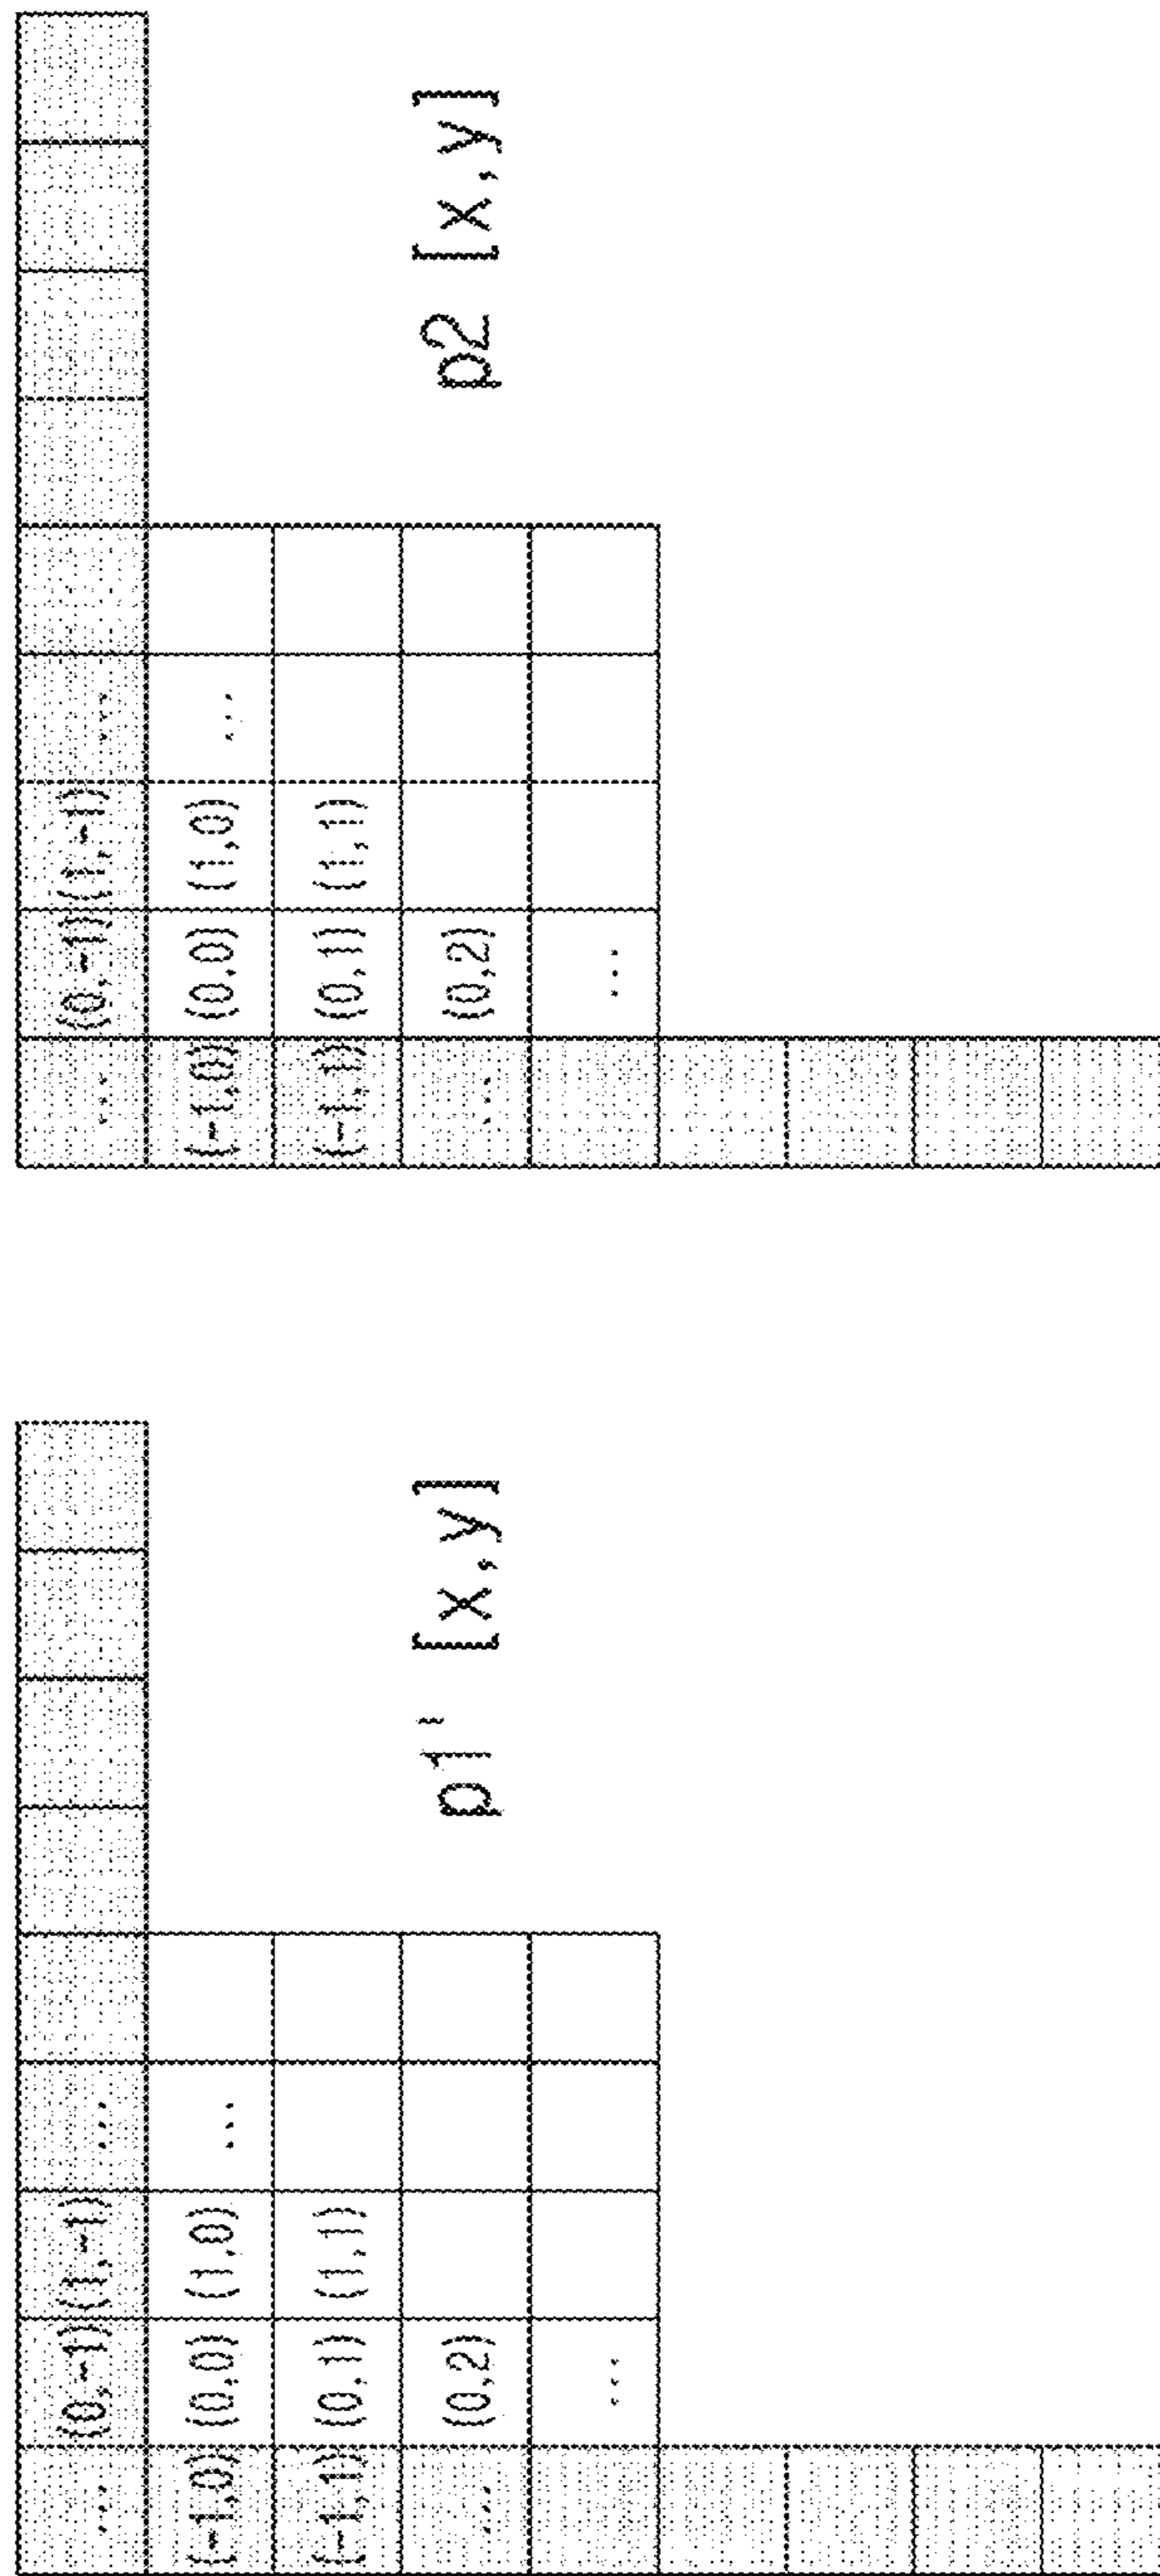 ... (0,-1) (1,-1) ...
(-1,0) (0,0) (1,0) ...
(-1,1) (0,1) (1,1)
... (0,2) p1' [x,y]
...
... (0,-1) (1,-1) ...
(-1,0) (0,0) (1,0) ...
(-1,1) (0,1) (1,1)
... (0,2) p2 [x,y]
...